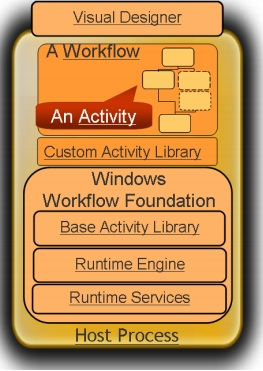 Visual Designer
A Workflow
An Activity
Custom Activity Library
Windows
Workflow Foundation
Base Activity Library
Runtime Engine
Runtime Services
Host Process